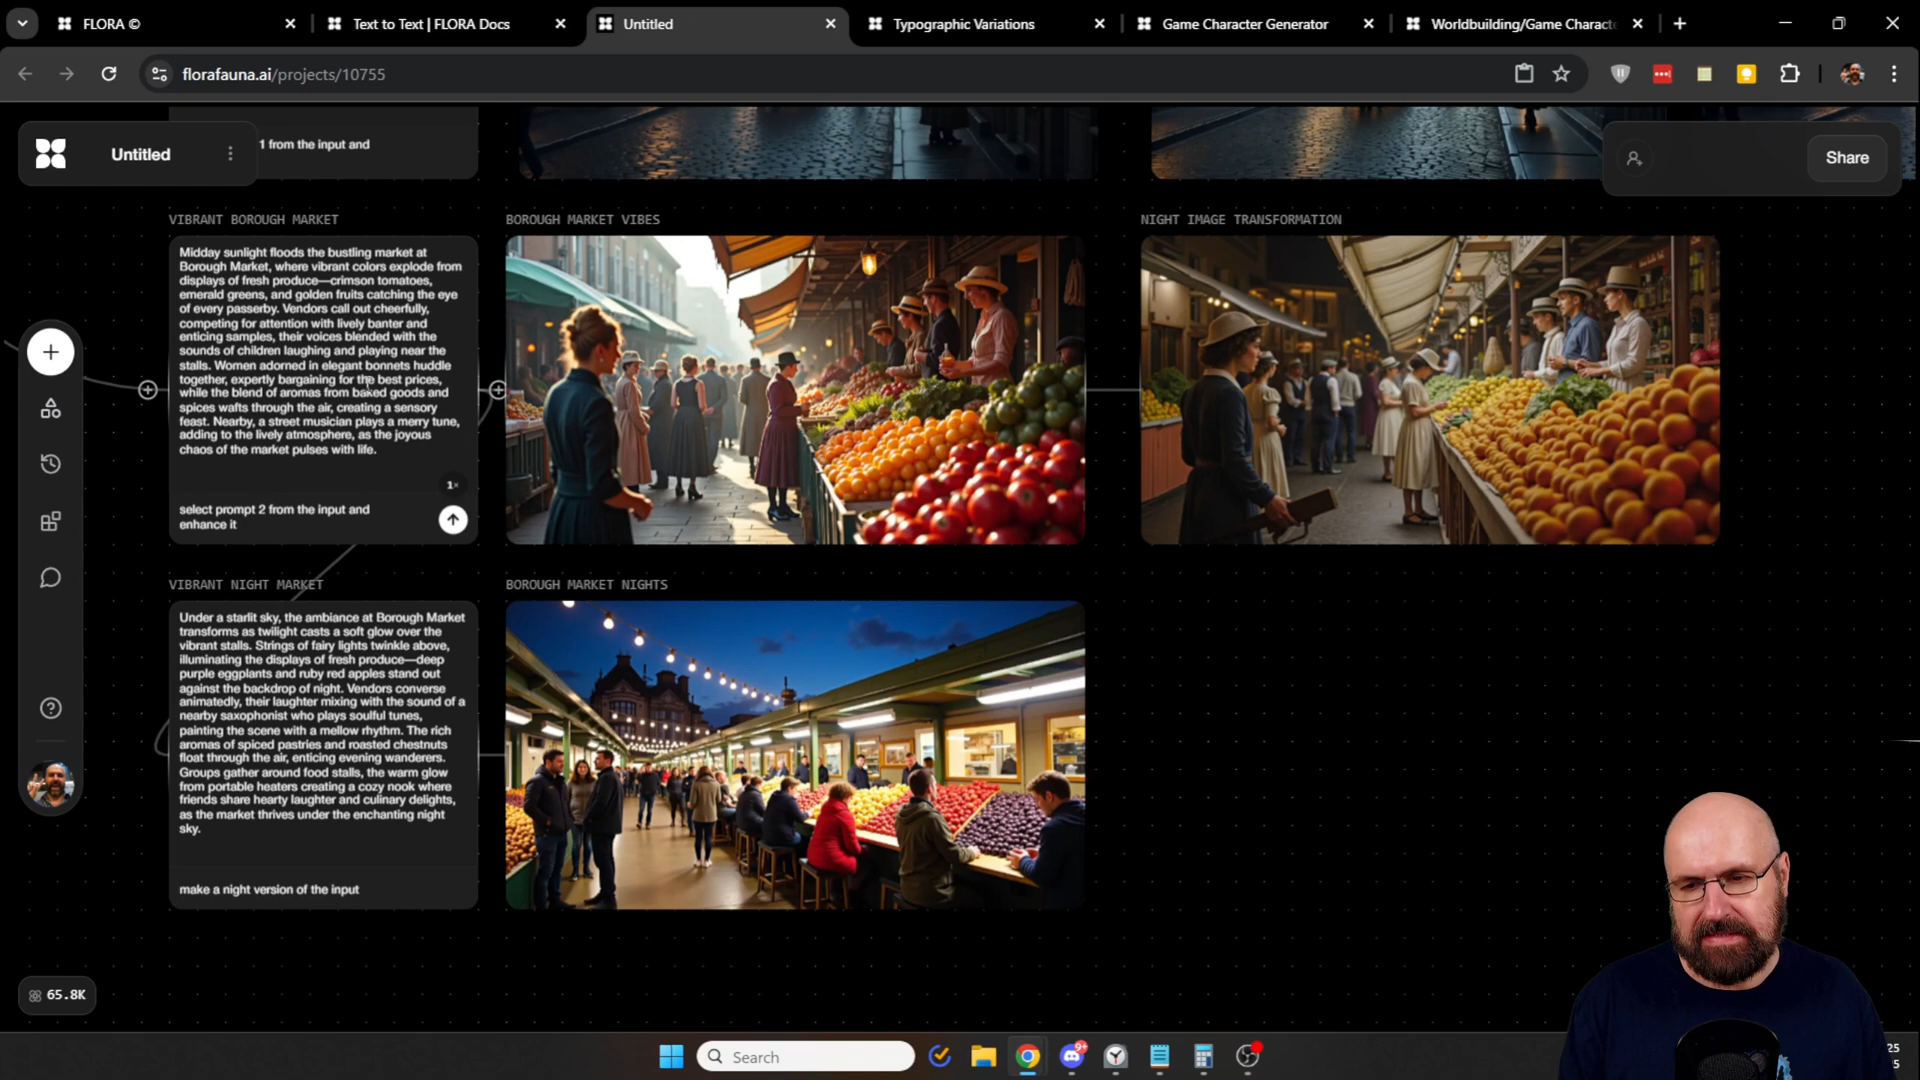 FLORA ©
Text to Text | FLORA Docs
Untitled
Typographic Variations
Game Character Generator
Worldbuilding/Game Characte
florafauna.ai/projects/10755
Untitled
1 from the input and
Share
VIBRANT BOROUGH MARKET
BOROUGH MARKET VIBES
NIGHT IMAGE TRANSFORMATION
Midday sunlight floods the bustling market at
Borough Market, where vibrant colors explode from
displays of fresh produce—crimson tomatoes,
emerald greens, and golden fruits catching the eye
of every passerby. Vendors call out cheerfully,
competing for attention with lively banter and
enticing samples, their voices blended with the
sounds of children laughing and playing near the
stalls. Women adorned in elegant bonnets huddle
together, expertly bargaining for the best prices,
while the blend of aromas from baked goods and
spices wafts through the air, creating a sensory
feast. Nearby, a street musician plays a merry tune,
adding to the lively atmosphere, as the joyous
chaos of the market pulses with life.
1×
select prompt 2 from the input and
enhance it
VIBRANT NIGHT MARKET
BOROUGH MARKET NIGHTS
Under a starlit sky, the ambiance at Borough Market
transforms as twilight casts a soft glow over the
vibrant stalls. Strings of fairy lights twinkle above,
illuminating the displays of fresh produce—deep
purple eggplants and ruby red apples stand out
against the backdrop of night. Vendors converse
animatedly, their laughter mixing with the sound of a
nearby saxophonist who plays soulful tunes,
painting the scene with a mellow rhythm. The rich
aromas of spiced pastries and roasted chestnuts
float through the air, enticing evening wanderers.
Groups gather around food stalls, the warm glow
from portable heaters creating a cozy nook where
friends share hearty laughter and culinary delights,
as the market thrives under the enchanting night
sky.
make a night version of the input
65.8K
Search
9+
25
5